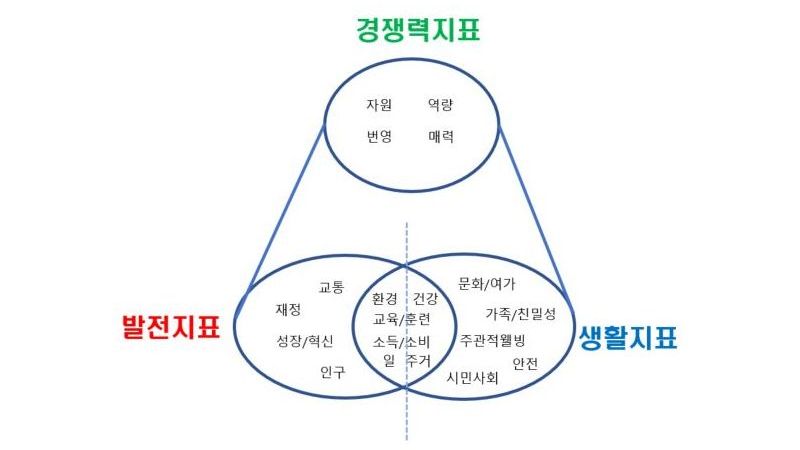 경쟁력지표
자원 역량
번영 매력
발전지표
교통
재정
성장/혁신
인구
환경 건강
교육/훈련
소득/소비
일 주거
문화/여가
가족/친밀성
주관적웰빙
안전
시민사회
생활지표